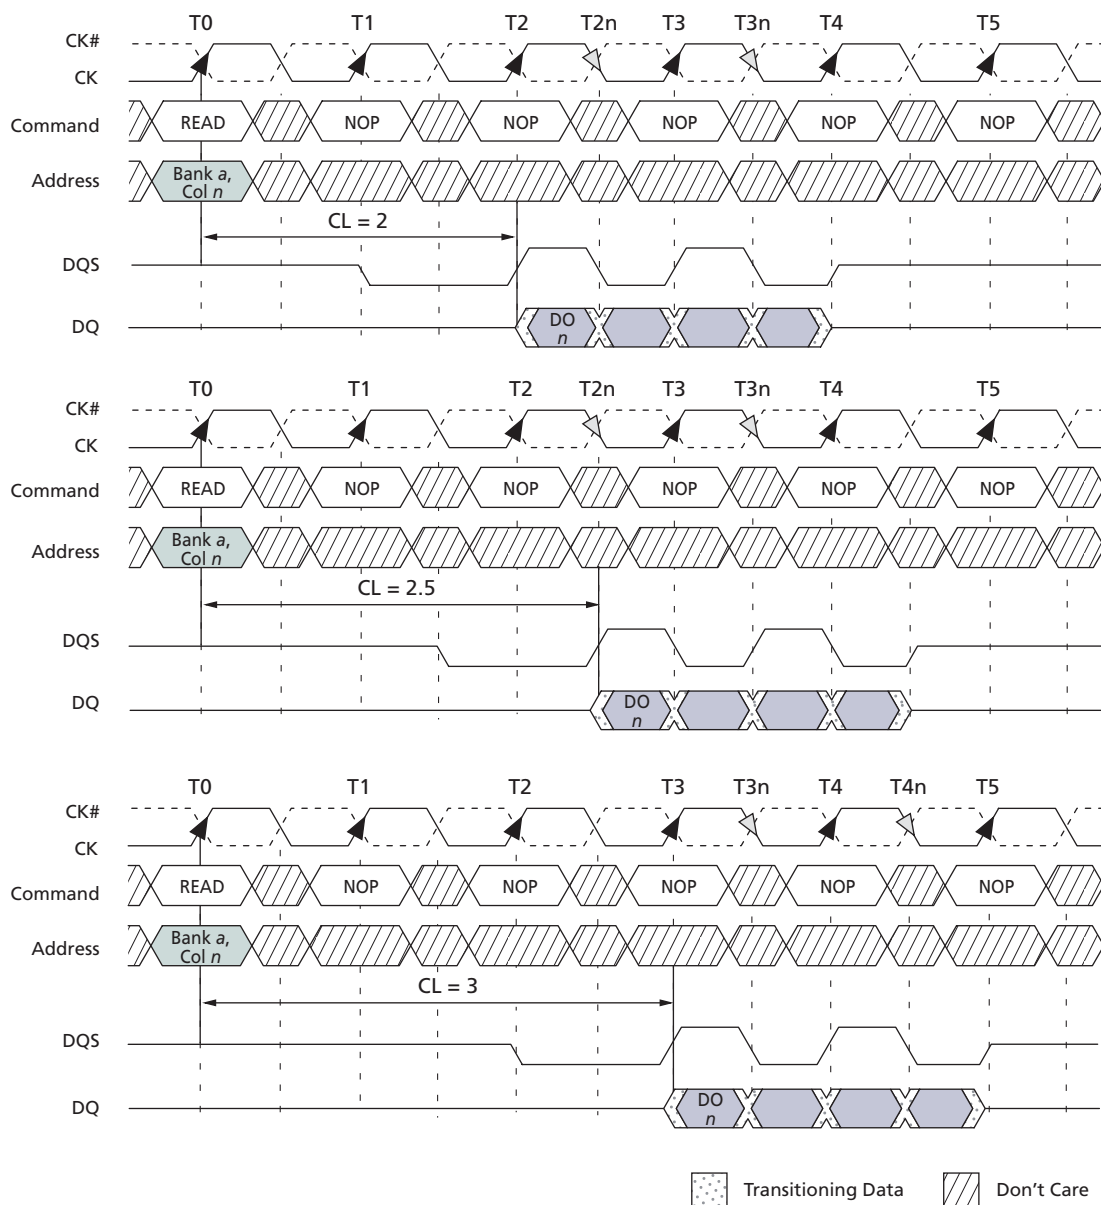 T0 T1 T2 T2n T3 T3n T4 T5
CK#
CK
Command READ NOP NOP NOP NOP NOP
Address Bank a,
Col n
CL = 2
DQS
DQ DO
n
T0 T1 T2 T2n T3 T3n T4 T5
CK#
CK
Command READ NOP NOP NOP NOP NOP
Address Bank a,
Col n
CL = 2.5
DQS
DQ DO
n
T0 T1 T2 T3 T3n T4 T4n T5
CK#
CK
Command READ NOP NOP NOP NOP NOP
Address Bank a,
Col n
CL = 3
DQS
DQ DO
n
Transitioning Data Don't Care